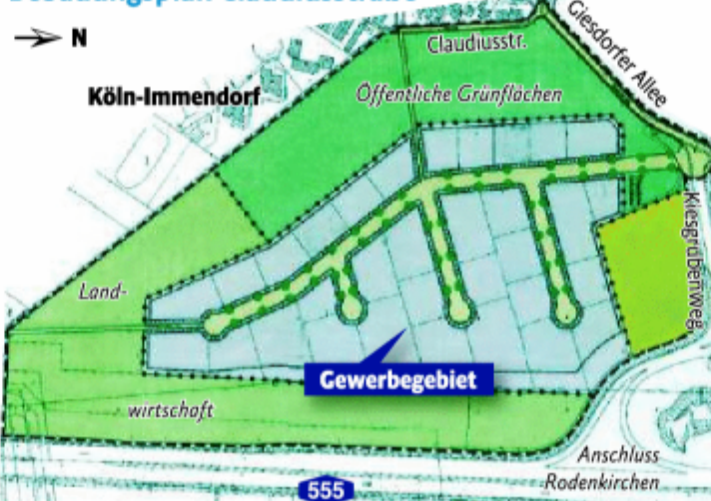 N
Claudiusstr.
Giesdorfer Allee
Köln-Immendorf
Öffentliche Grünflächen
Kiesgrubenweg
Land-
Gewerbegebiet
wirtschaft
Anschluss
Rodenkirchen
555